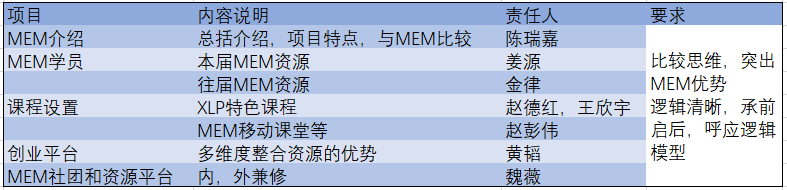 项目 内容说明 责任人 要求
MEM介绍 总括介绍，项目特点，与MEM比较 陈瑞嘉
MEM学员 本届MEM资源 姜源
往届MEM资源 金律
课程设置 XLP特色课程 赵德红，王欣宇
MEM移动课堂等 赵彭伟
创业平台 多维度整合资源的优势 黄韬
MEM社团和资源平台 内，外兼修 魏薇
比较思维，突出
MEM优势
逻辑清晰，承前
启后，呼应逻辑
模型